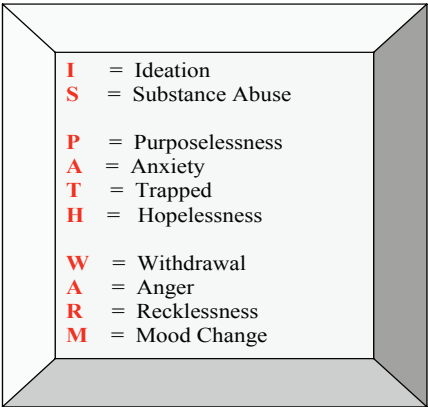 I = Ideation
S = Substance Abuse
P = Purposelessness
A = Anxiety
T = Trapped
H = Hopelessness
W = Withdrawal
A = Anger
R = Recklessness
M = Mood Change